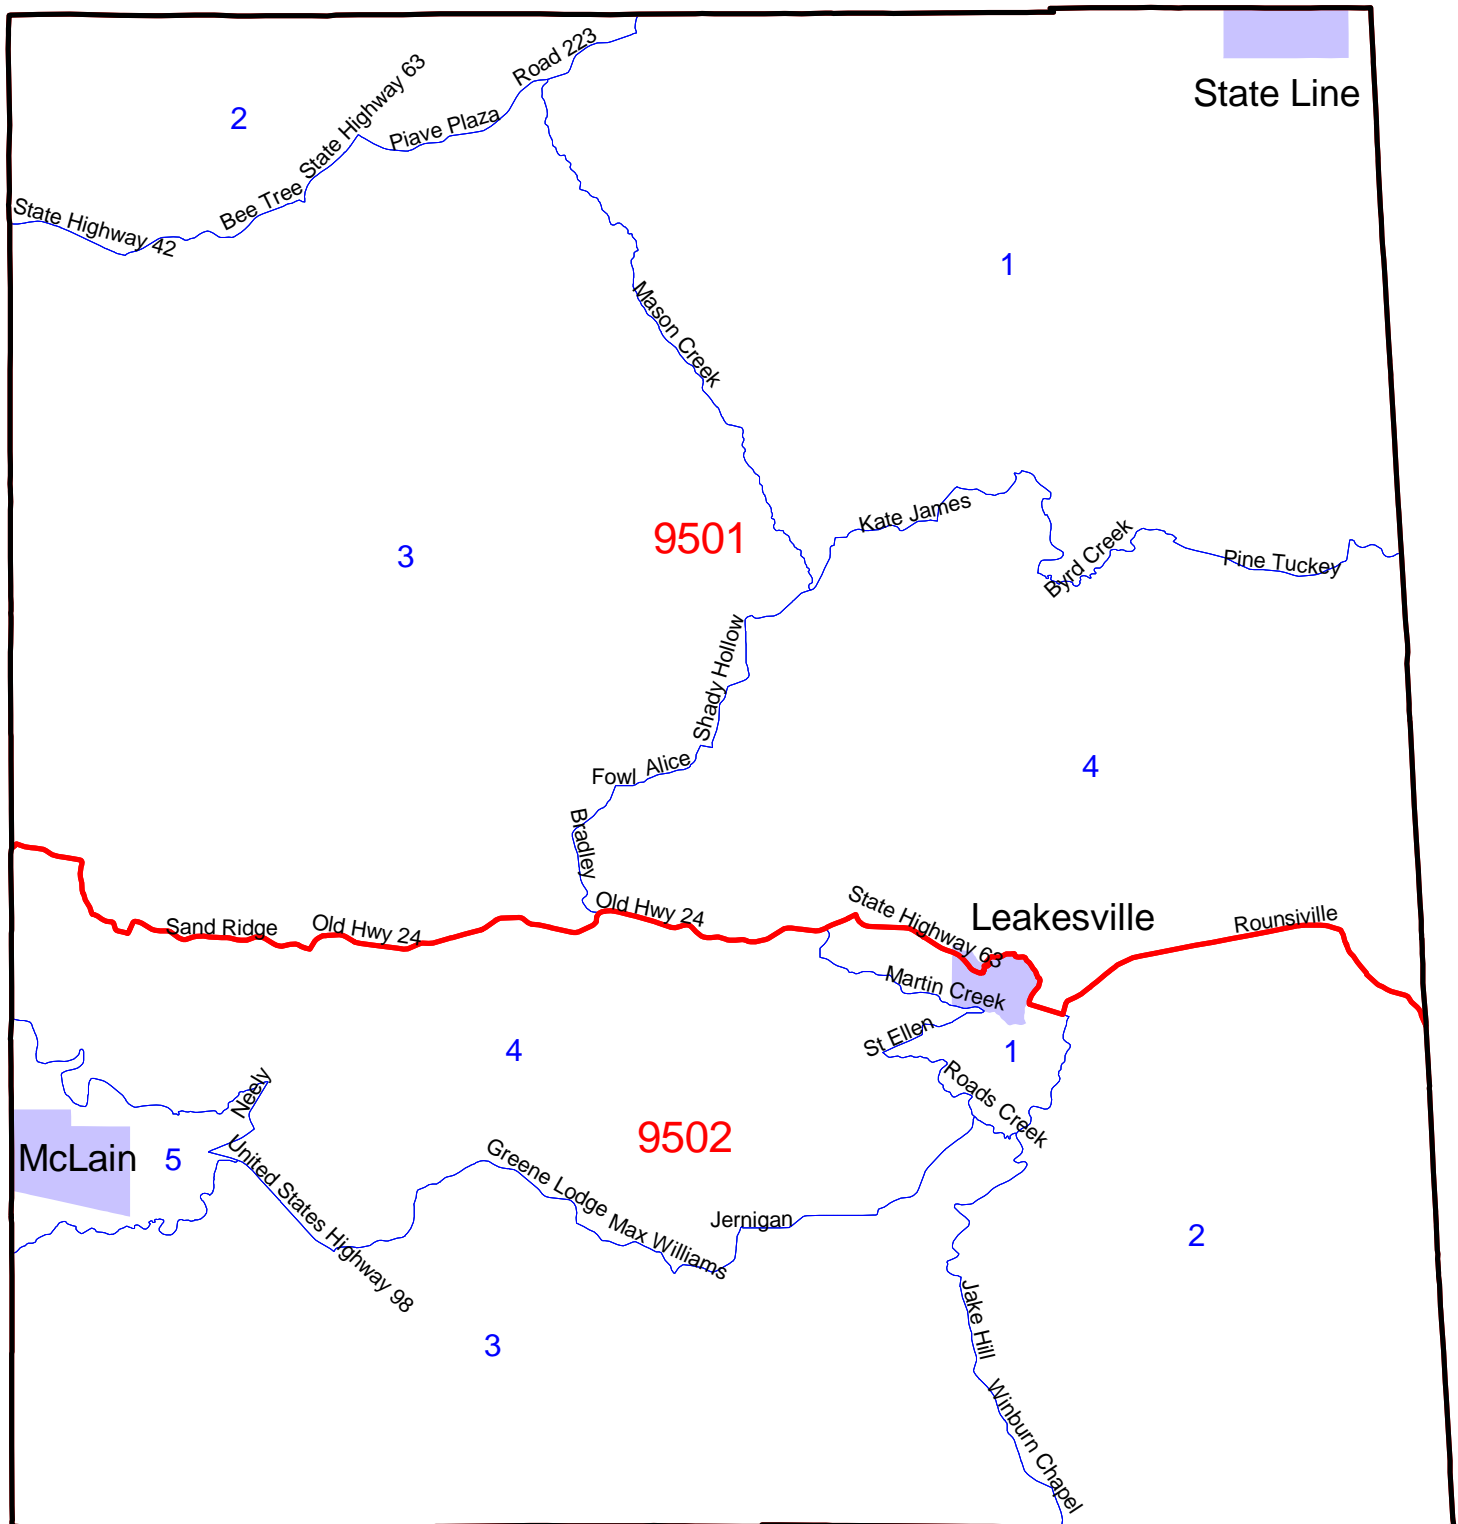 State Line
Road 223
State Highway 63
Piave Plaza
2
Bee Tree
State Highway 42
1
Mason Creek
Kate James
9501
3
Byrd Creek
Pine Tuckey
Shady Hollow
Alice
Fowl
4
Bradley
Old Hwy 24
State Highway 63
Leakesville
Rounsiville
Sand Ridge
Old Hwy 24
Martin Creek
St Ellen
4
1
Roads Creek
Neely
9502
McLain
5
United States Highway 98
Greene Lodge
Max Williams
Jernigan
2
3
Jake Hill
Winburn Chapel